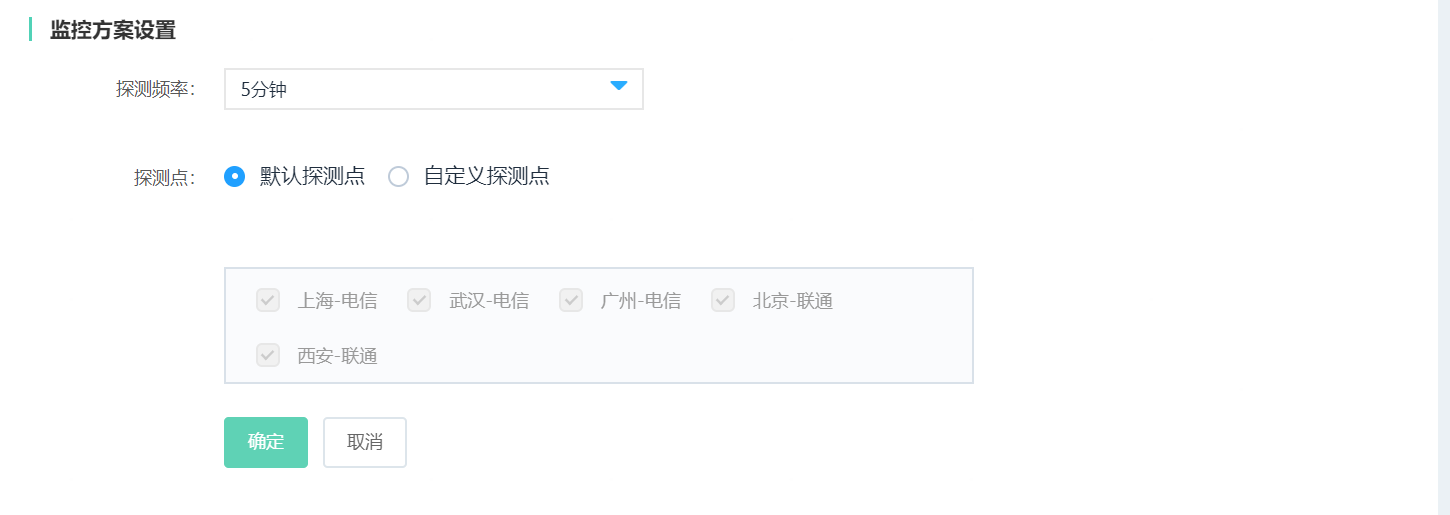 监控方案设置
探测频率： 5分钟
探测点： 默认探测点 自定义探测点
上海-电信 武汉-电信 广州-电信 北京-联通
西安-联通
确定 取消